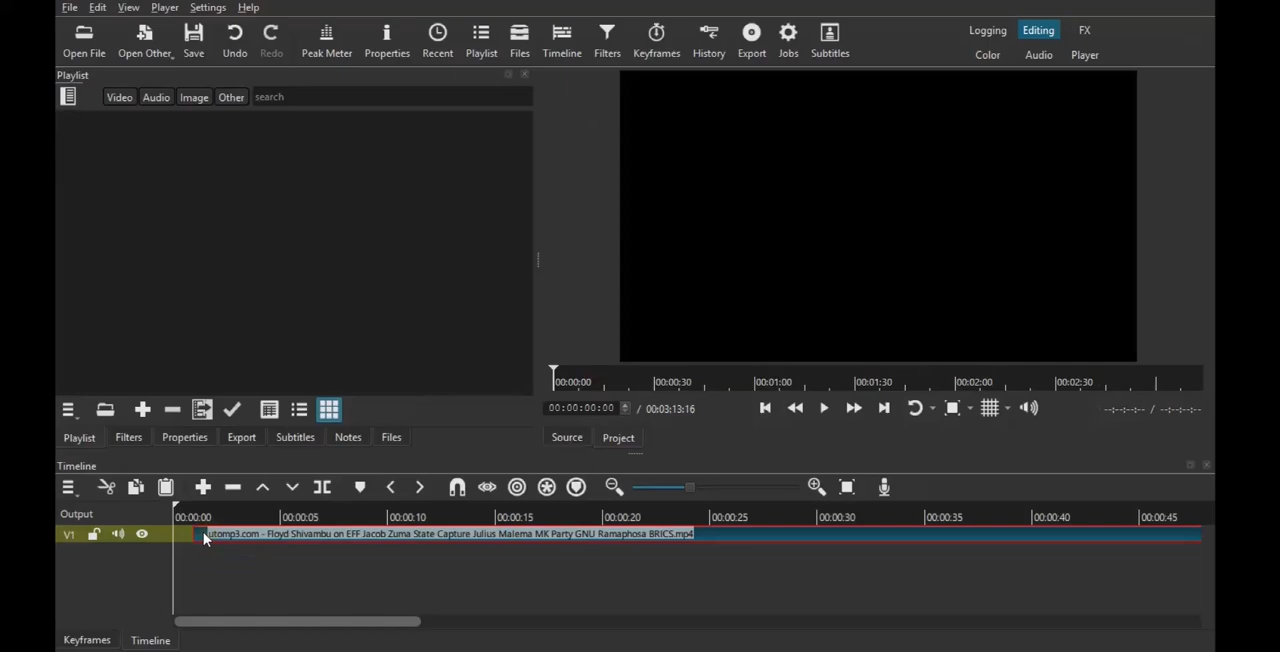 File Edit View Player Settings Help
Open File Open Other Save Undo Redo Peak Meter Properties Recent Playlist Files Timeline Filters Keyframes History Export Jobs Subtitles
Logging Editing FX
Color Audio Player
Playlist
Video Audio Image Other search
00:00:00 00:00:30 00:01:00 00:01:30 00:02:00 00:02:30
00:00:00:00 / 00:03:13:16 --:--:--:-- / --:--:--:--
Playlist Filters Properties Export Subtitles Notes Files
Source Project
Timeline
Output 00:00:00 00:00:05 00:00:10 00:00:15 00:00:20 00:00:25 00:00:30 00:00:35 00:00:40 00:00:45
V1 utomp3.com - Floyd Shivambu on EFF Jacob Zuma State Capture Julius Malema MK Party GNU Ramaphosa BRICS.mp4
Keyframes Timeline